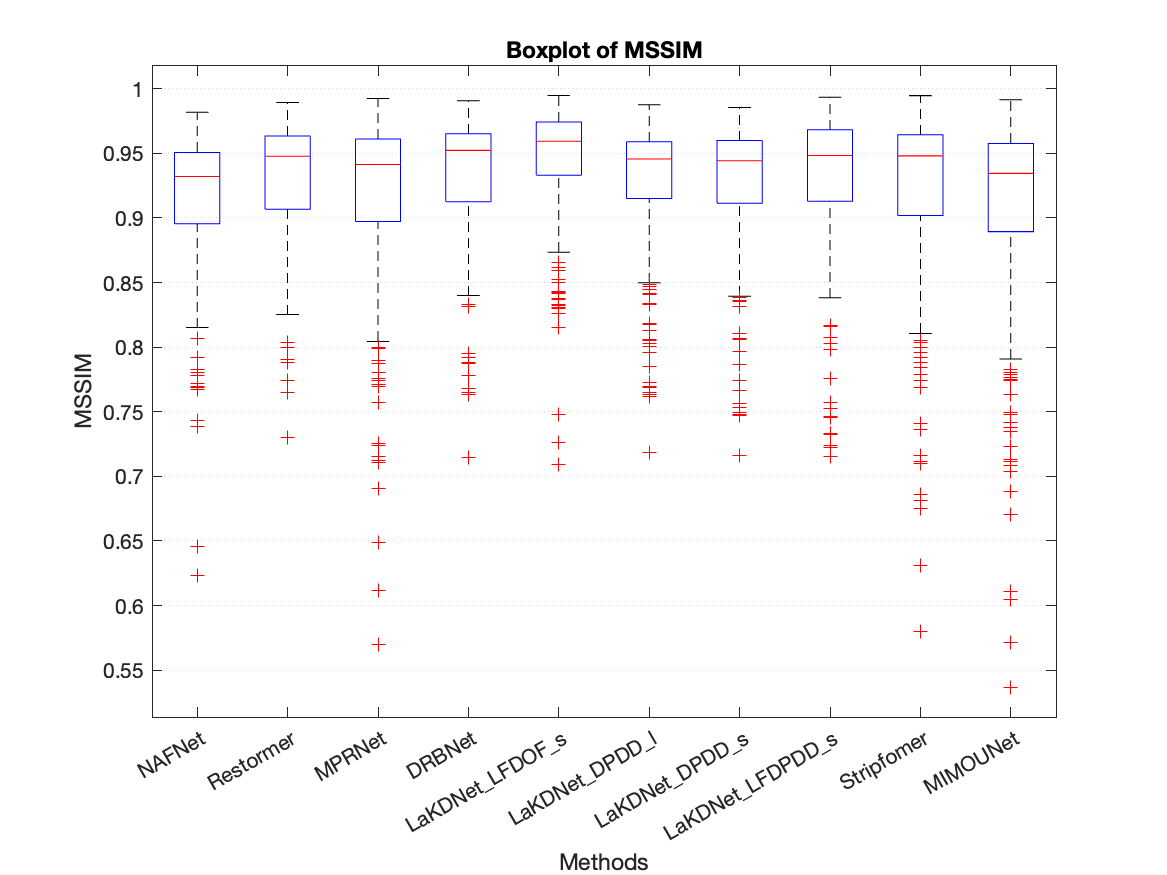 Boxplot of MSSIM
1
0.95
0.9
0.85
0.8
0.75
0.7
0.65
0.6
0.55
MSSIM
NAFNet
Restormer
MPRNet
DRBNet
LaKDNet_LFDOF_s
LaKDNet_DPDD_l
LaKDNet_DPDD_s
LaKDNet_LFDPDD_s
Stripfomer
MIMOUNet
Methods